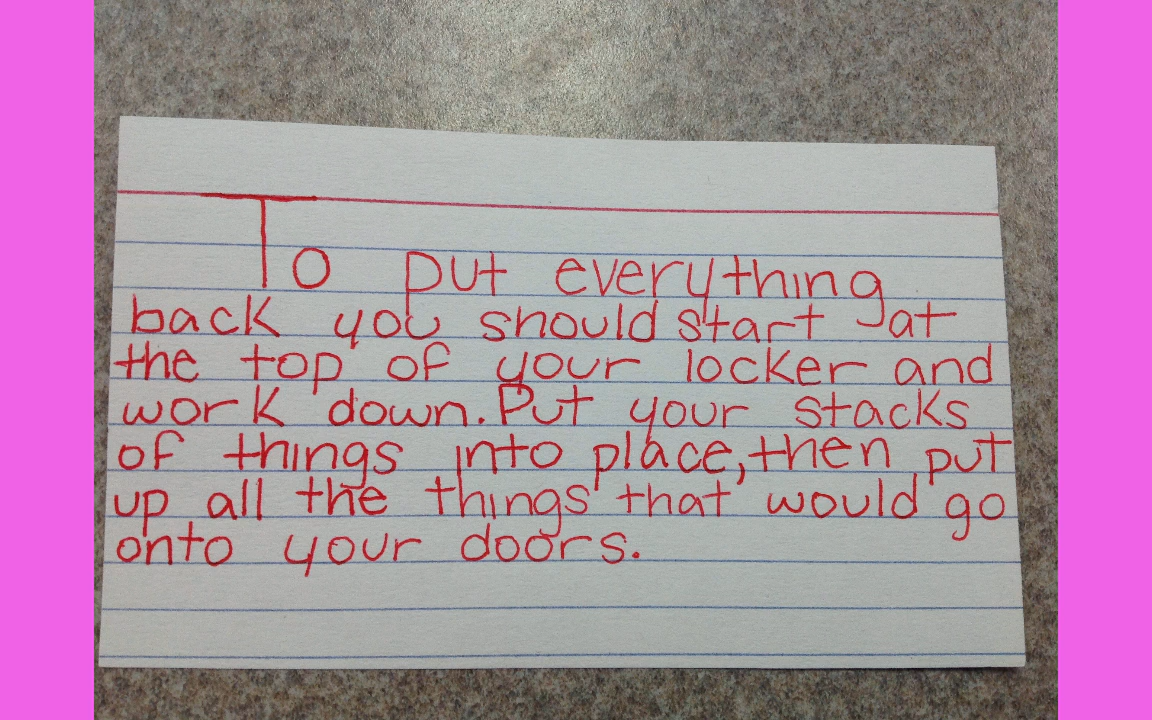 To put everything
back you should start at
the top of your locker and
work down. Put your stacks
of things into place, then put
up all the things that would go
onto your doors.